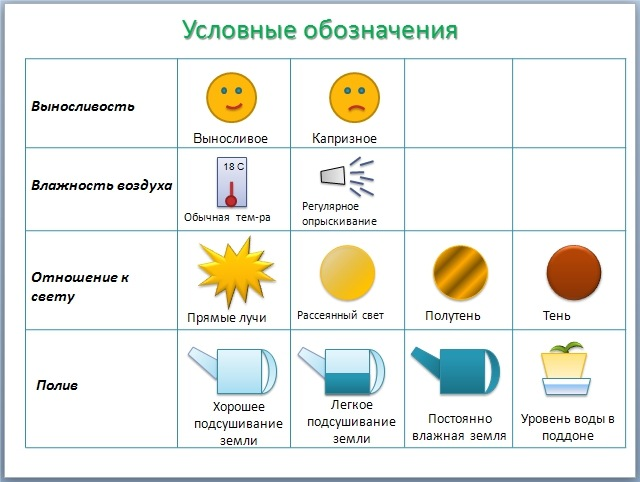 Условные обозначения
Выносливость
Выносливое
Капризное
Влажность воздуха
18 С
Обычная тем-ра
Регулярное
опрыскивание
Отношение к
свету
Прямые лучи
Рассеянный свет
Полутень
Тень
Полив
Хорошее
подсушивание
земли
Легкое
подсушивание
земли
Постоянно
влажная земля
Уровень воды в
поддоне